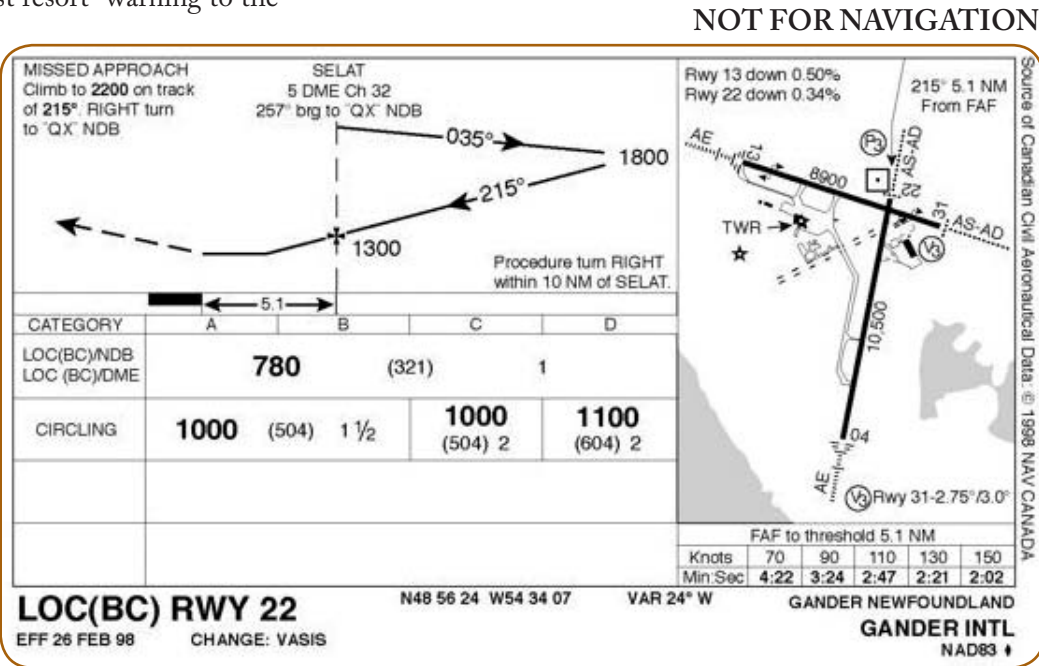 st resort" warning to the
NOT FOR NAVIGATION
MISSED APPROACH
Climb to 2200 on track
of 215°. RIGHT turn
to "QX" NDB
SELAT
5 DME Ch 32
257° brg to "QX" NDB
035°
1800
215°
1300
Procedure turn RIGHT
within 10 NM of SELAT.
5.1
CATEGORY A B C D
LOC(BC)/NDB
LOC (BC)/DME
780 (321) 1
CIRCLING 1000 (504) 1 ½ 1000 (504) 2 1100 (604) 2
Rwy 13 down 0.50%
Rwy 22 down 0.34%
215° 5.1 NM
From FAF
AE
13
P3
AS-AD
8900
22
31
AS-AD
TWR
V3
10,500
04
AE
V3 Rwy 31-2.75°/3.0°
FAF to threshold 5.1 NM
Knots 70 90 110 130 150
Min:Sec 4:22 3:24 2:47 2:21 2:02
Source of Canadian Civil Aeronautical Data: © 1998 NAV CANADA
LOC(BC) RWY 22
N48 56 24 W54 34 07 VAR 24° W
GANDER NEWFOUNDLAND
EFF 26 FEB 98 CHANGE: VASIS
GANDER INTL
NAD83